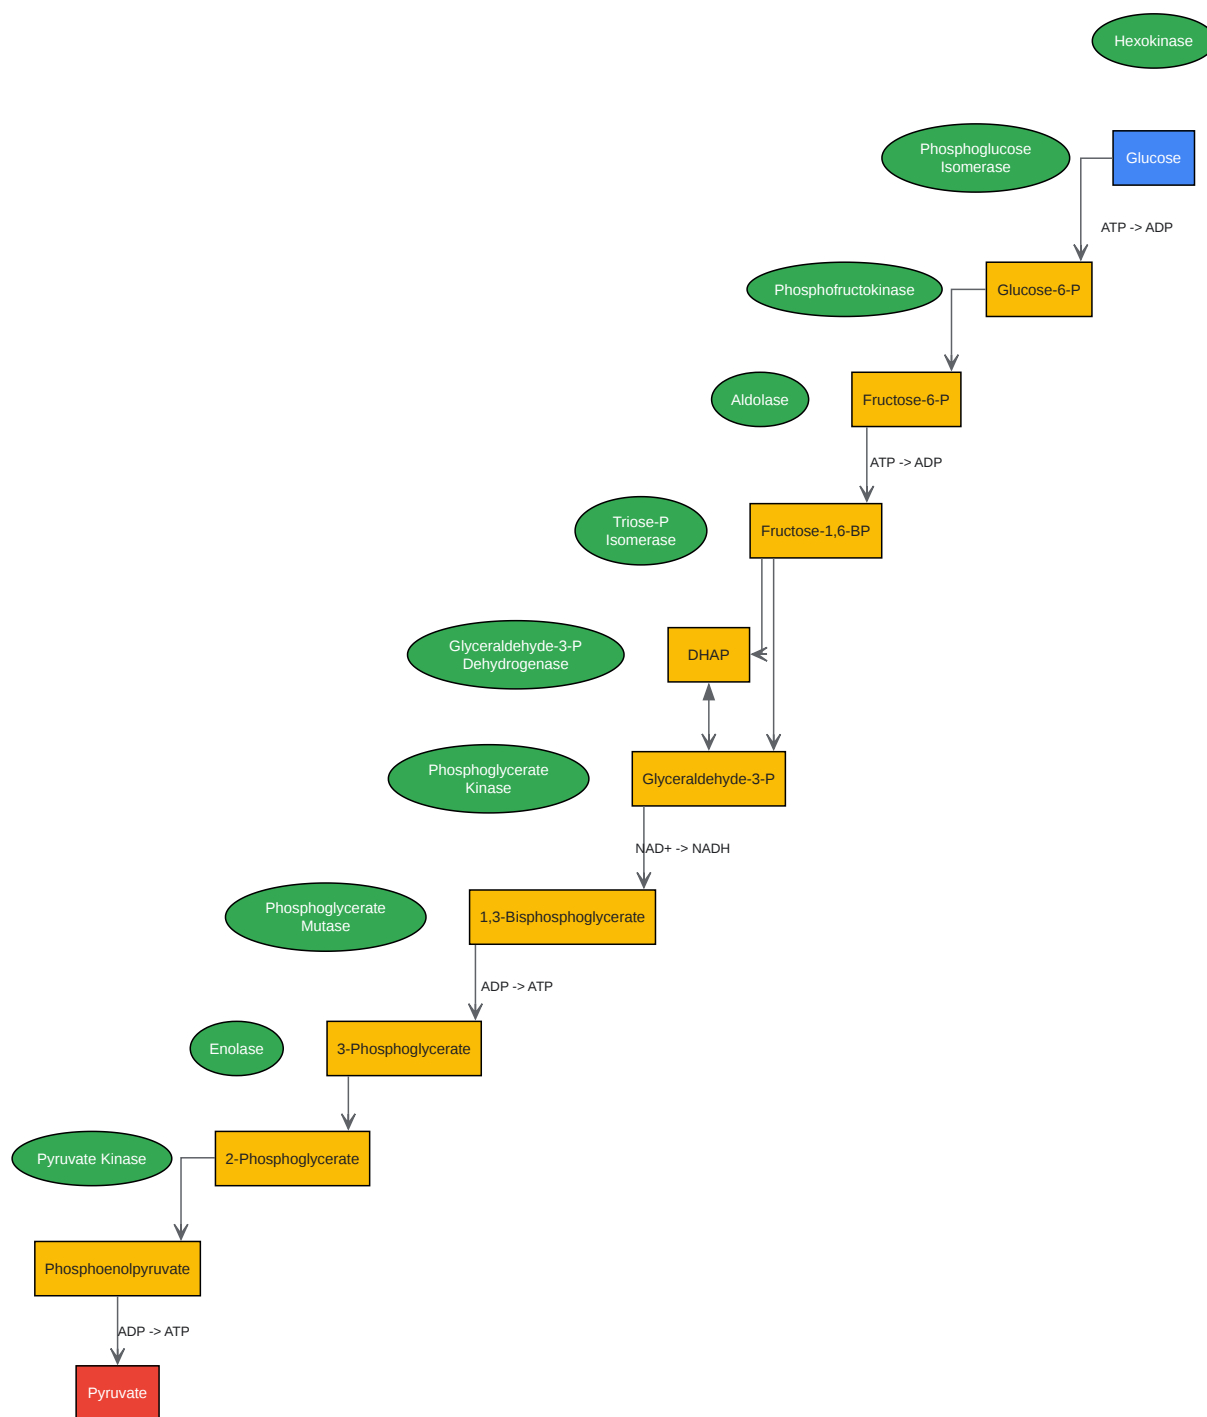 Hexokinase
Phosphoglucose
Isomerase
Glucose
ATP -> ADP
Phosphofructokinase
Glucose-6-P
Aldolase
Fructose-6-P
ATP -> ADP
Triose-P
Isomerase
Fructose-1,6-BP
Glyceraldehyde-3-P
Dehydrogenase
DHAP
Phosphoglycerate
Kinase
Glyceraldehyde-3-P
NAD+ -> NADH
Phosphoglycerate
Mutase
1,3-Bisphosphoglycerate
ADP -> ATP
Enolase
3-Phosphoglycerate
Pyruvate Kinase
2-Phosphoglycerate
Phosphoenolpyruvate
ADP -> ATP
Pyruvate